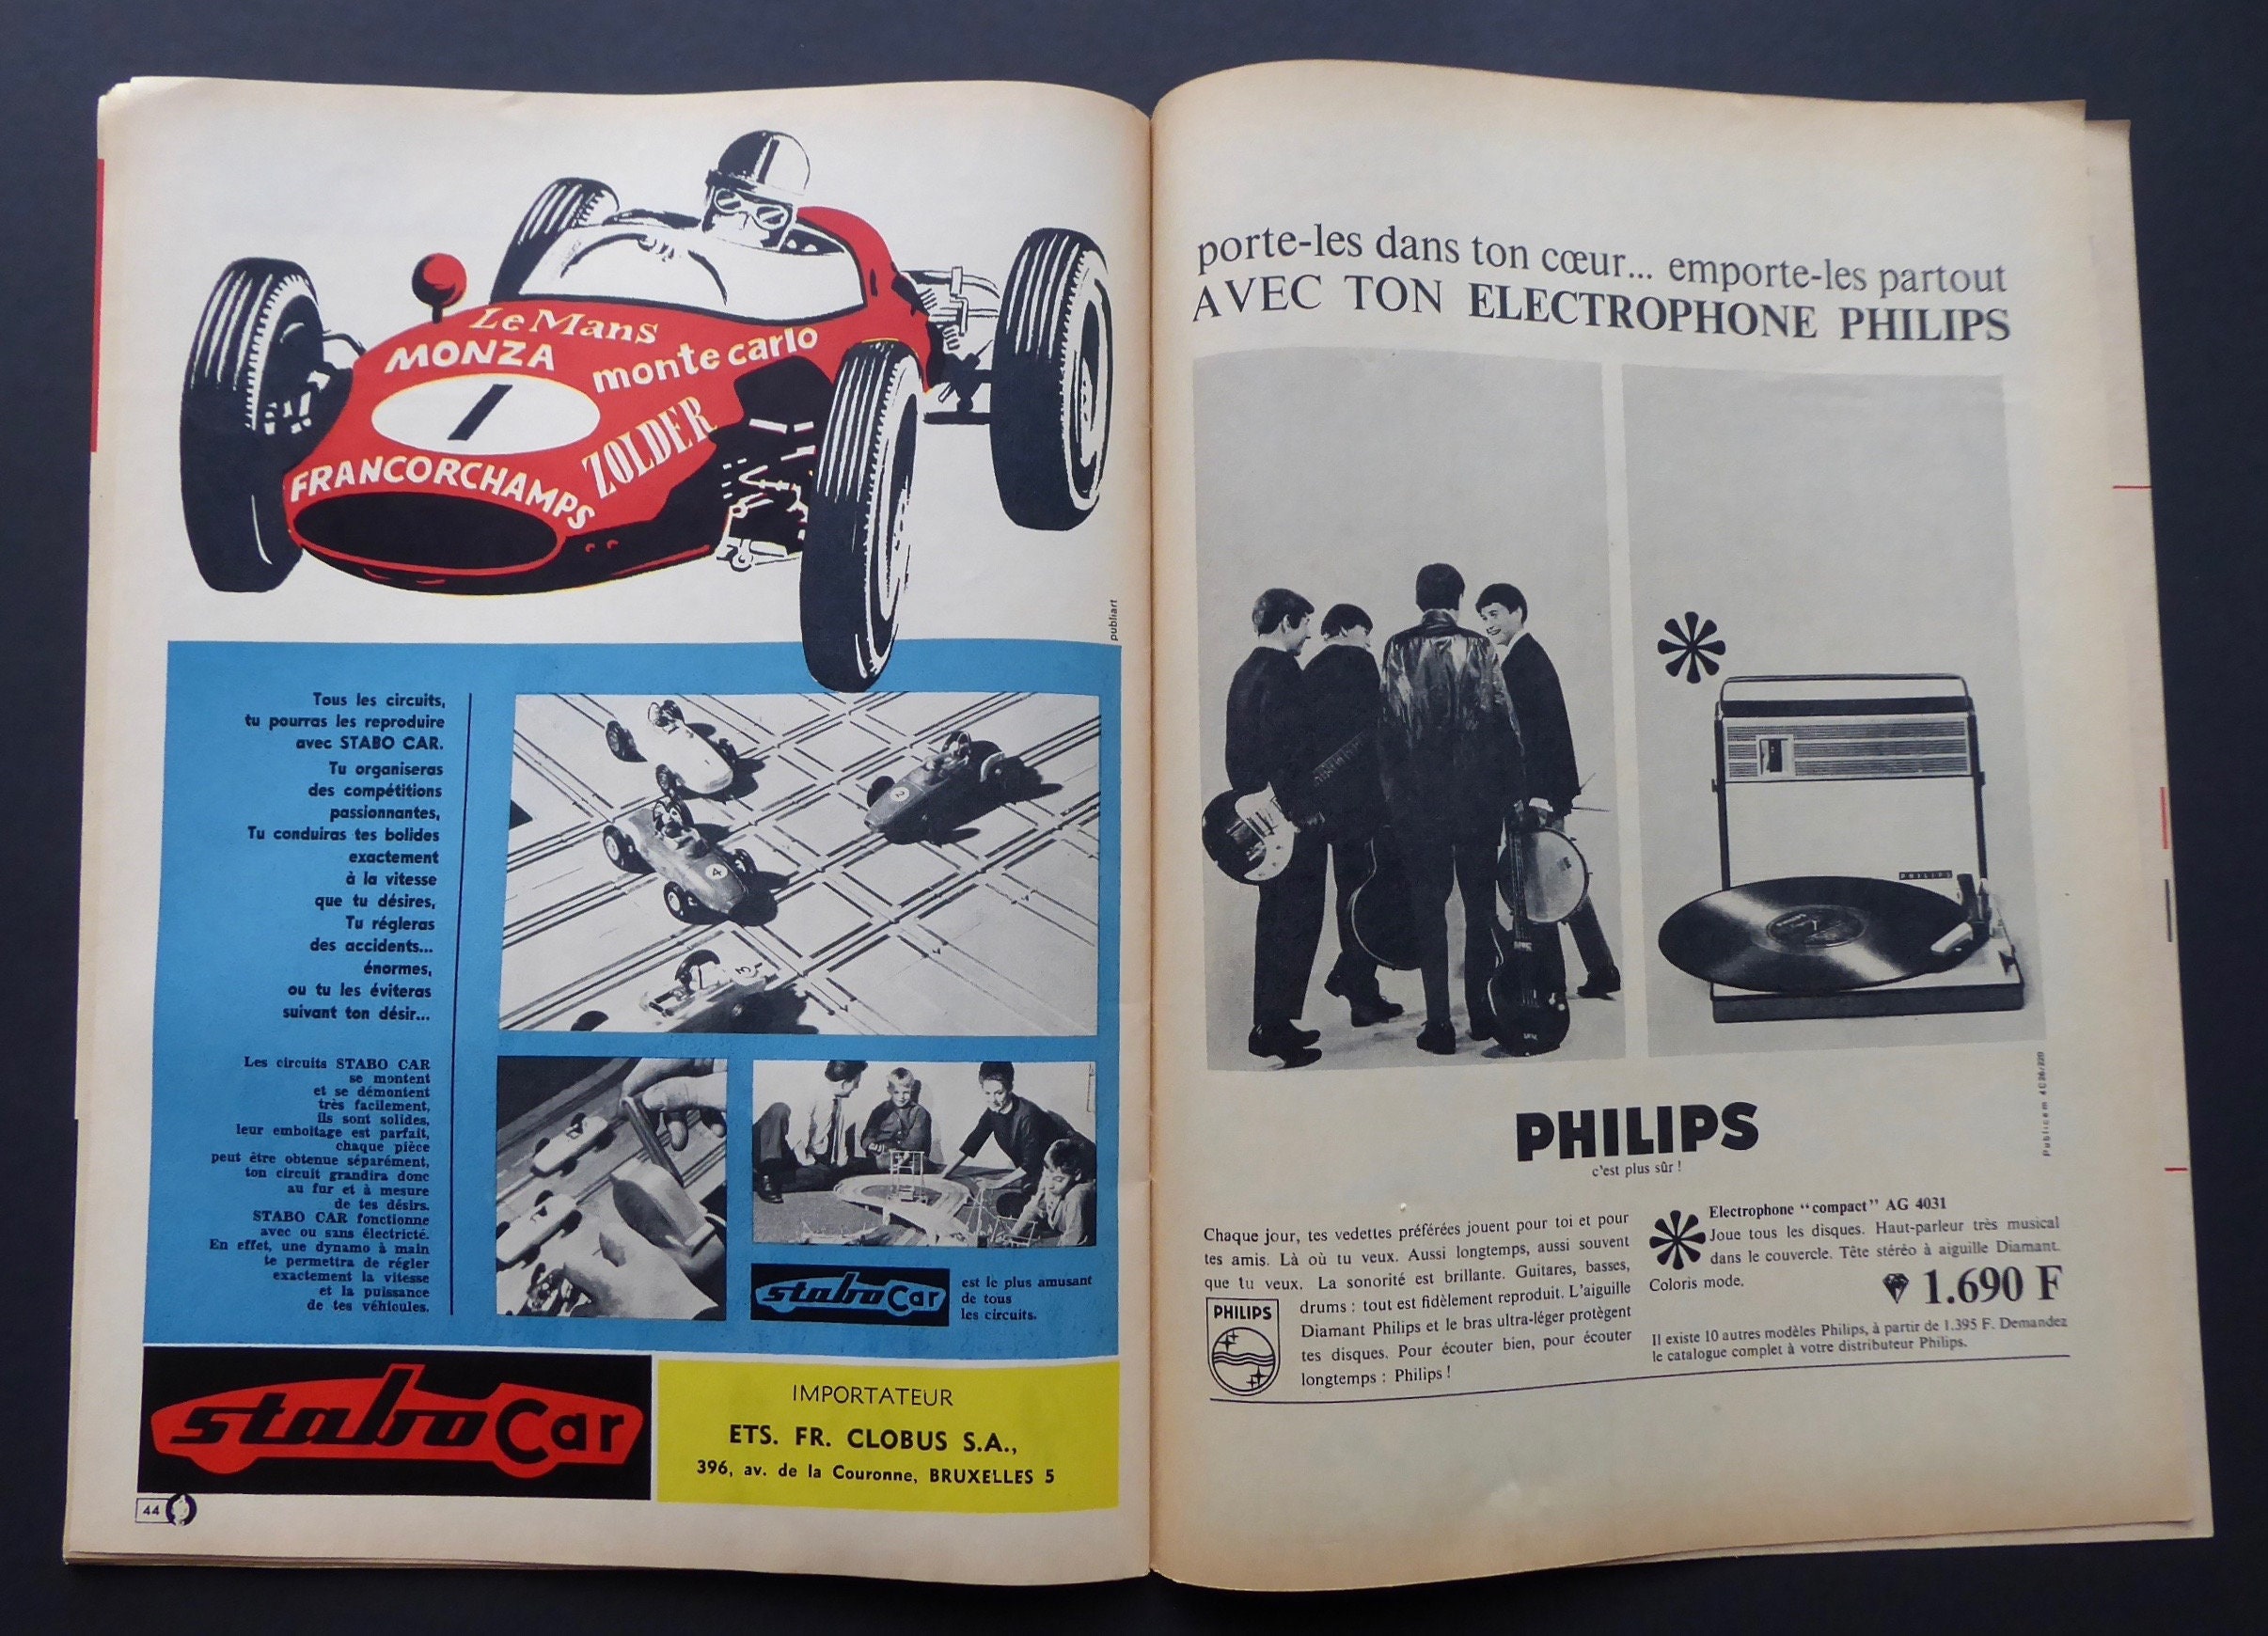 Le Mans
MONZA
monte carlo
1
ZOLDER
FRANCORCHAMPS
publiart
Tous les circuits,
tu pourras les reproduire
avec STABO CAR.
Tu organiseras
des compétitions
passionnantes,
Tu conduiras tes bolides
exactement
à la vitesse
que tu désires,
Tu régleras
des accidents...
énormes,
ou tu les éviteras
suivant ton désir...
2
4
Les circuits STABO CAR
se montent
et se démontent
très facilement,
ils sont solides,
leur emboitage est parfait,
chaque pièce
peut être obtenue séparément,
ton circuit grandira donc
au fur et à mesure
de tes désirs.
STABO CAR fonctionne
avec ou sans électricté.
En effet, une dynamo à main
te permettra de régler
exactement la vitesse
et la puissance
de tes véhicules.
stabo Car
est le plus amusant
de tous
les circuits.
stabo Car
IMPORTATEUR
ETS. FR. CLOBUS S.A.,
396, av. de la Couronne, BRUXELLES 5
44
porte-les dans ton cœur... emporte-les partout
AVEC TON ELECTROPHONE PHILIPS
PHILIPS
PHILIPS
c'est plus sûr !
Chaque jour, tes vedettes préférées jouent pour toi et pour
tes amis. Là où tu veux. Aussi longtemps, aussi souvent
que tu veux. La sonorité est brillante. Guitares, basses,
drums : tout est fidèlement reproduit. L'aiguille
Diamant Philips et le bras ultra-léger protègent
tes disques. Pour écouter bien, pour écouter
longtemps : Philips !
PHILIPS
Electrophone "compact" AG 4031
Joue tous les disques. Haut-parleur très musical
dans le couvercle. Tête stéréo à aiguille Diamant.
Coloris mode.
1.690 F
Il existe 10 autres modèles Philips, à partir de 1.395 F. Demandez
le catalogue complet à votre distributeur Philips.